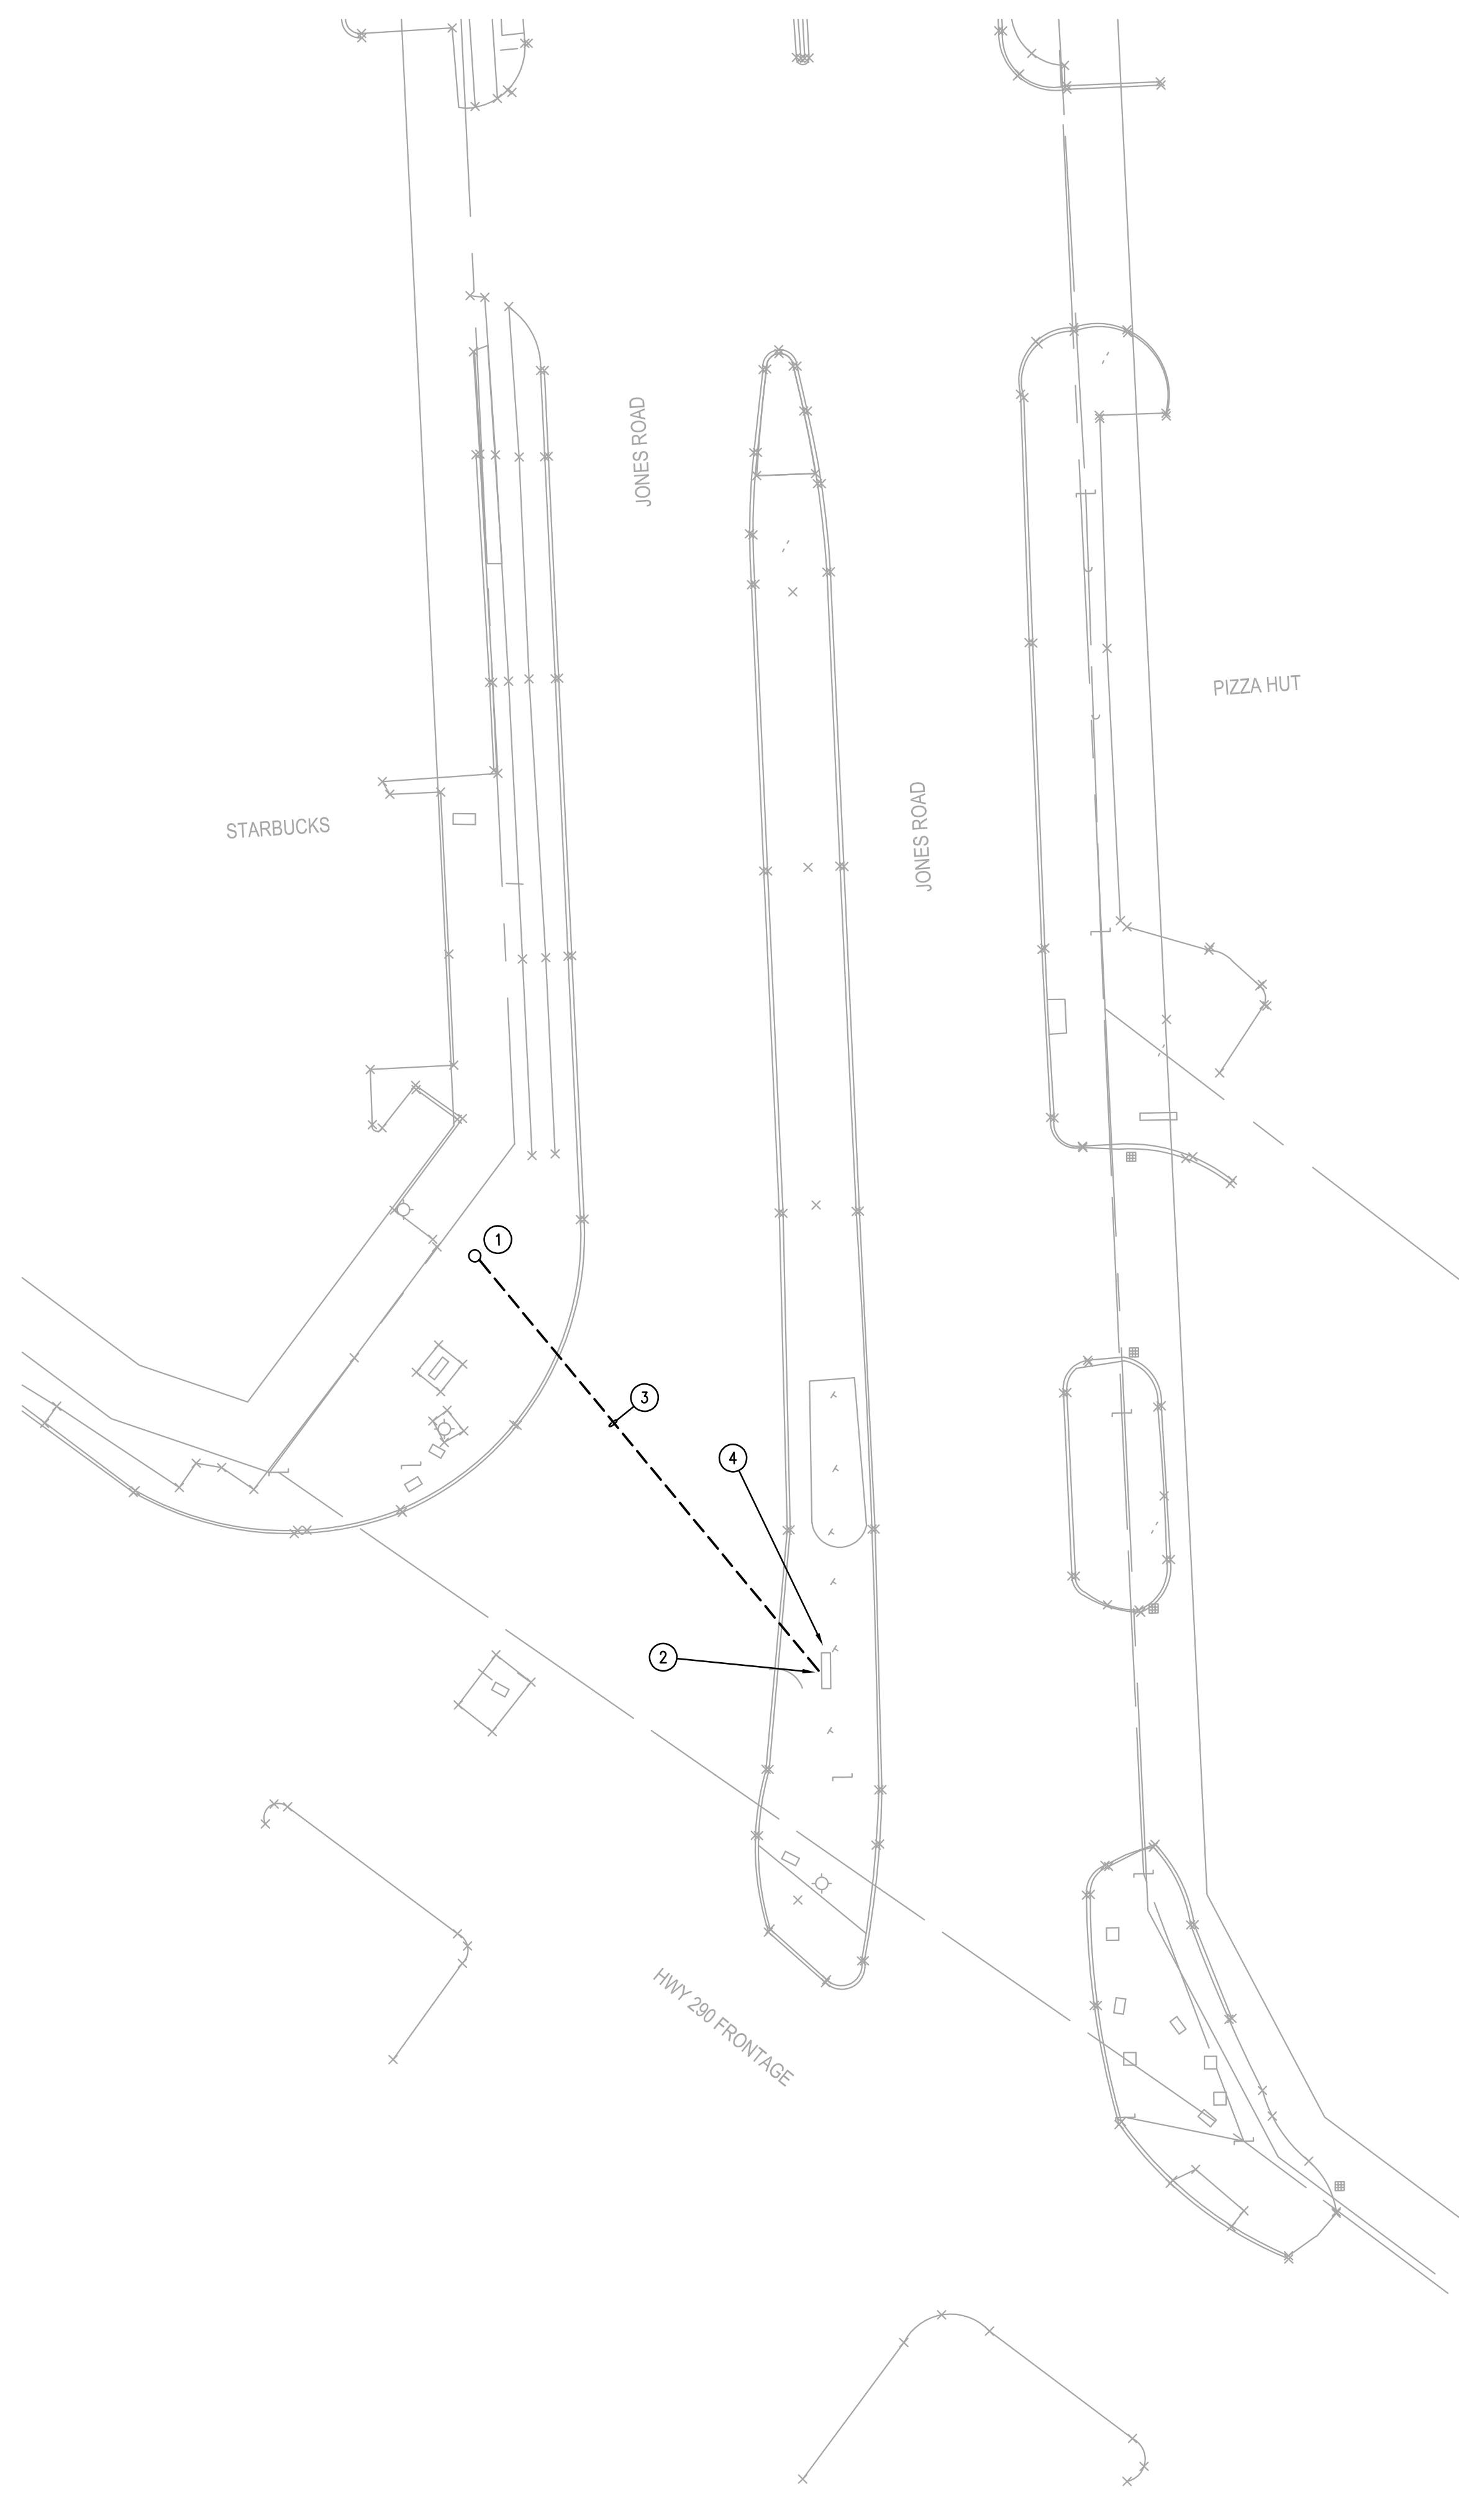 JONES ROAD
PIZZA HUT
STARBUCKS
JONES ROAD
1
3
4
2
HWY 290 FRONTAGE